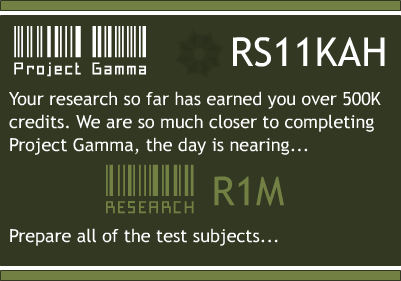 Project Gamma
RS11KAH
Your research so far has earned you over 500K
credits. We are so much closer to completing
Project Gamma, the day is nearing...
RESEARCH
R1M
Prepare all of the test subjects...